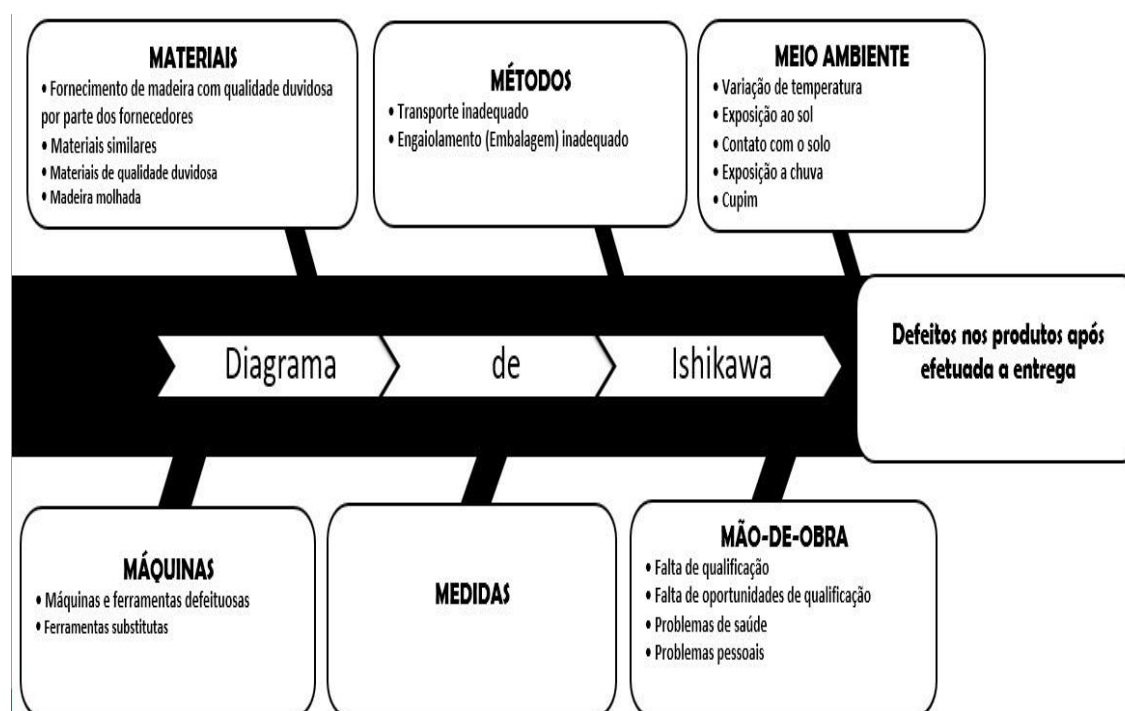 MATERIAIS
• Fornecimento de madeira com qualidade duvidosa
por parte dos fornecedores
• Materiais similares
• Materiais de qualidade duvidosa
• Madeira molhada
MÉTODOS
• Transporte inadequado
• Engaiolamento (Embalagem) inadequado
MEIO AMBIENTE
• Variação de temperatura
• Exposição ao sol
• Contato com o solo
• Exposição a chuva
• Cupim
Diagrama de Ishikawa
Defeitos nos produtos após
efetuada a entrega
MÁQUINAS
• Máquinas e ferramentas defeituosas
• Ferramentas substitutas
MEDIDAS
MÃO-DE-OBRA
• Falta de qualificação
• Falta de oportunidades de qualificação
• Problemas de saúde
• Problemas pessoais